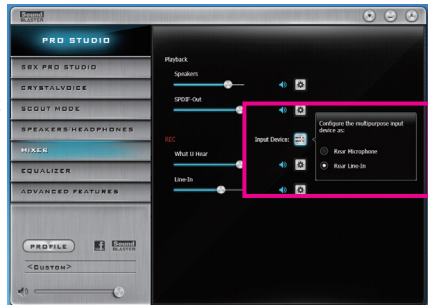 Sound
BLASTER
PRO STUDIO
SBX PRO STUDIO
CRYSTALVOICE
SCOUT MODE
SPEAKERS/HEADPHONES
MIXER
EQUALIZER
ADVANCED FEATURES
PROFILE
Sound
BLASTER
<CUSTOM>
Playback
Speakers
SPDIF-Out
REC
Input Device:
What U Hear
Line-In
Configure the multipurpose input
device as:
Rear Microphone
Rear Line-In